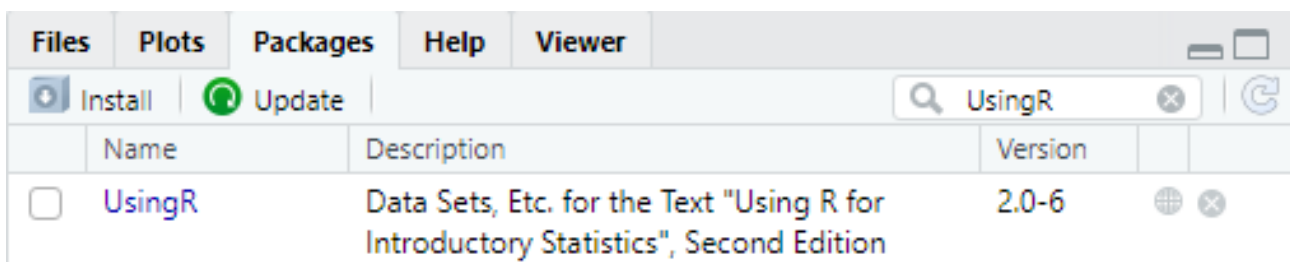 Files Plots Packages Help Viewer
Install Update UsingR
Name Description Version
UsingR Data Sets, Etc. for the Text "Using R for 2.0-6
Introductory Statistics", Second Edition